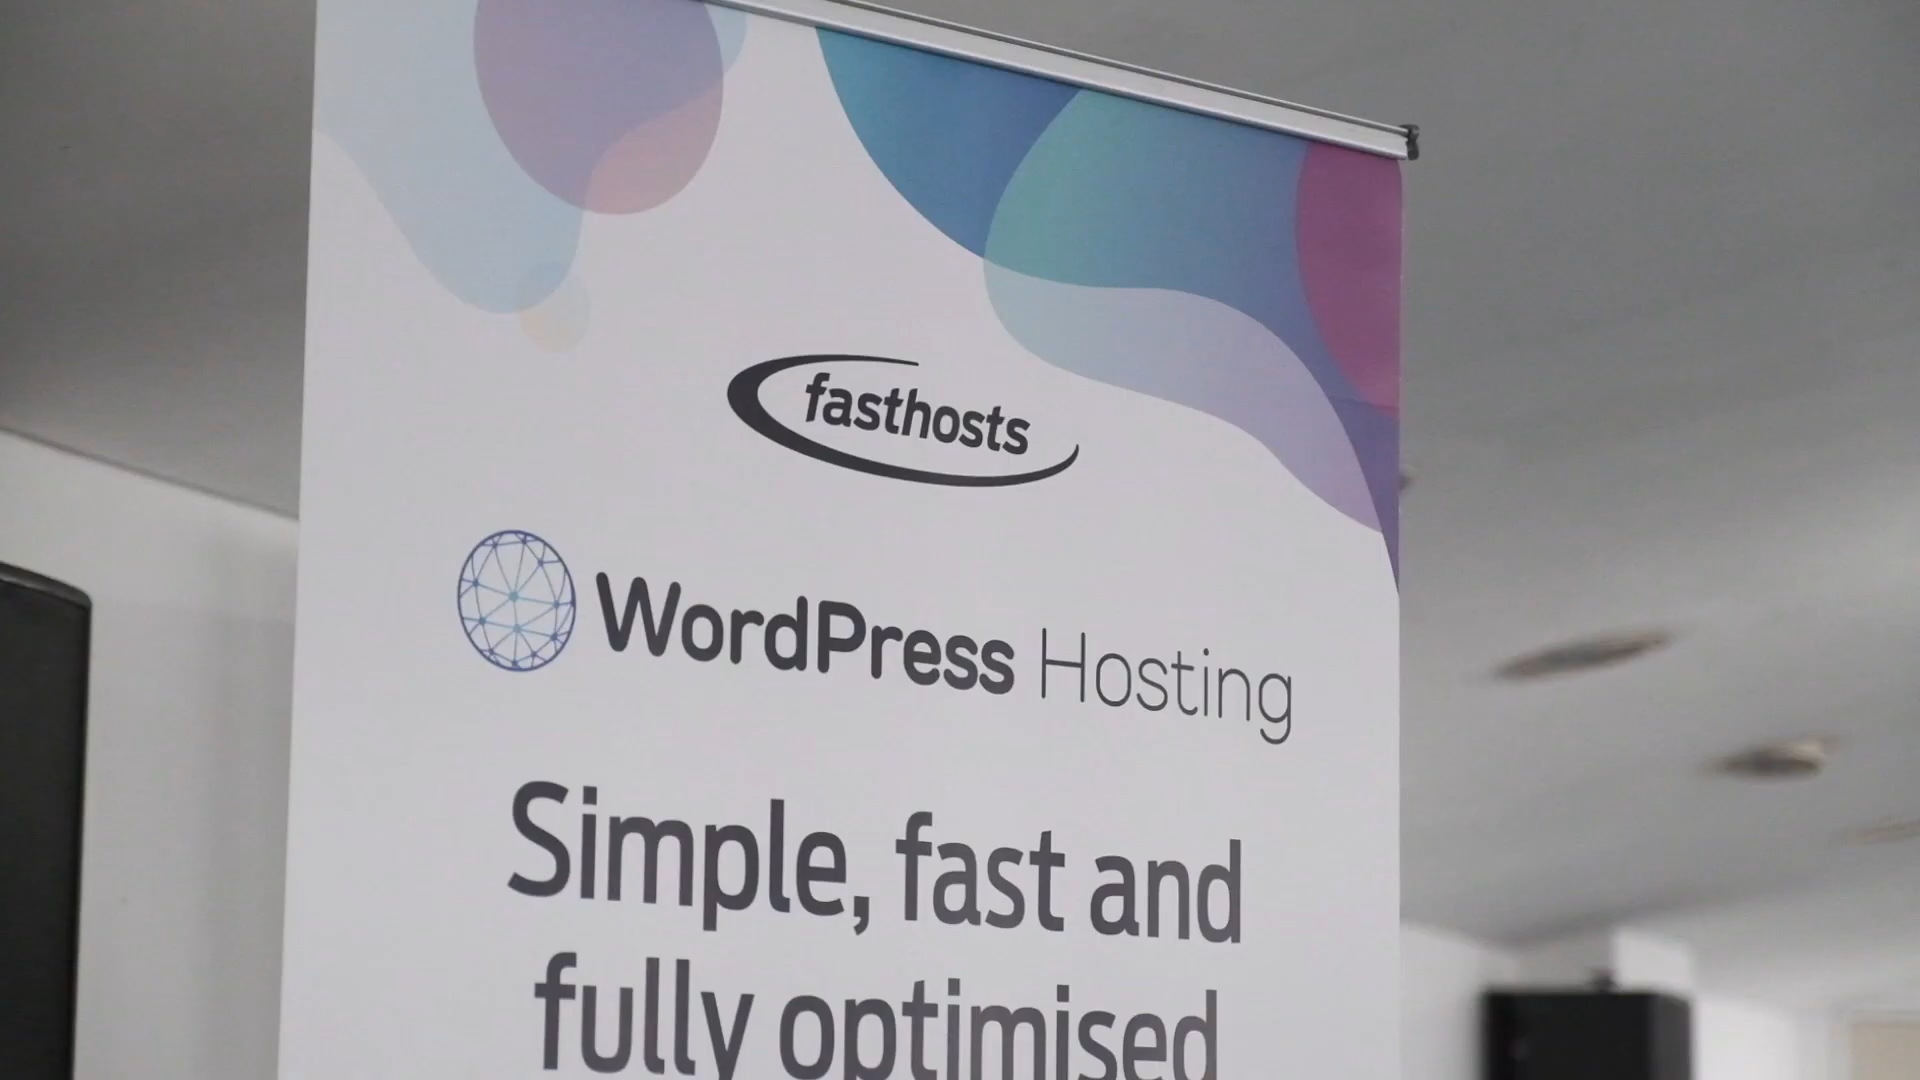 fasthosts
WordPress Hosting
Simple, fast and
fully optimised